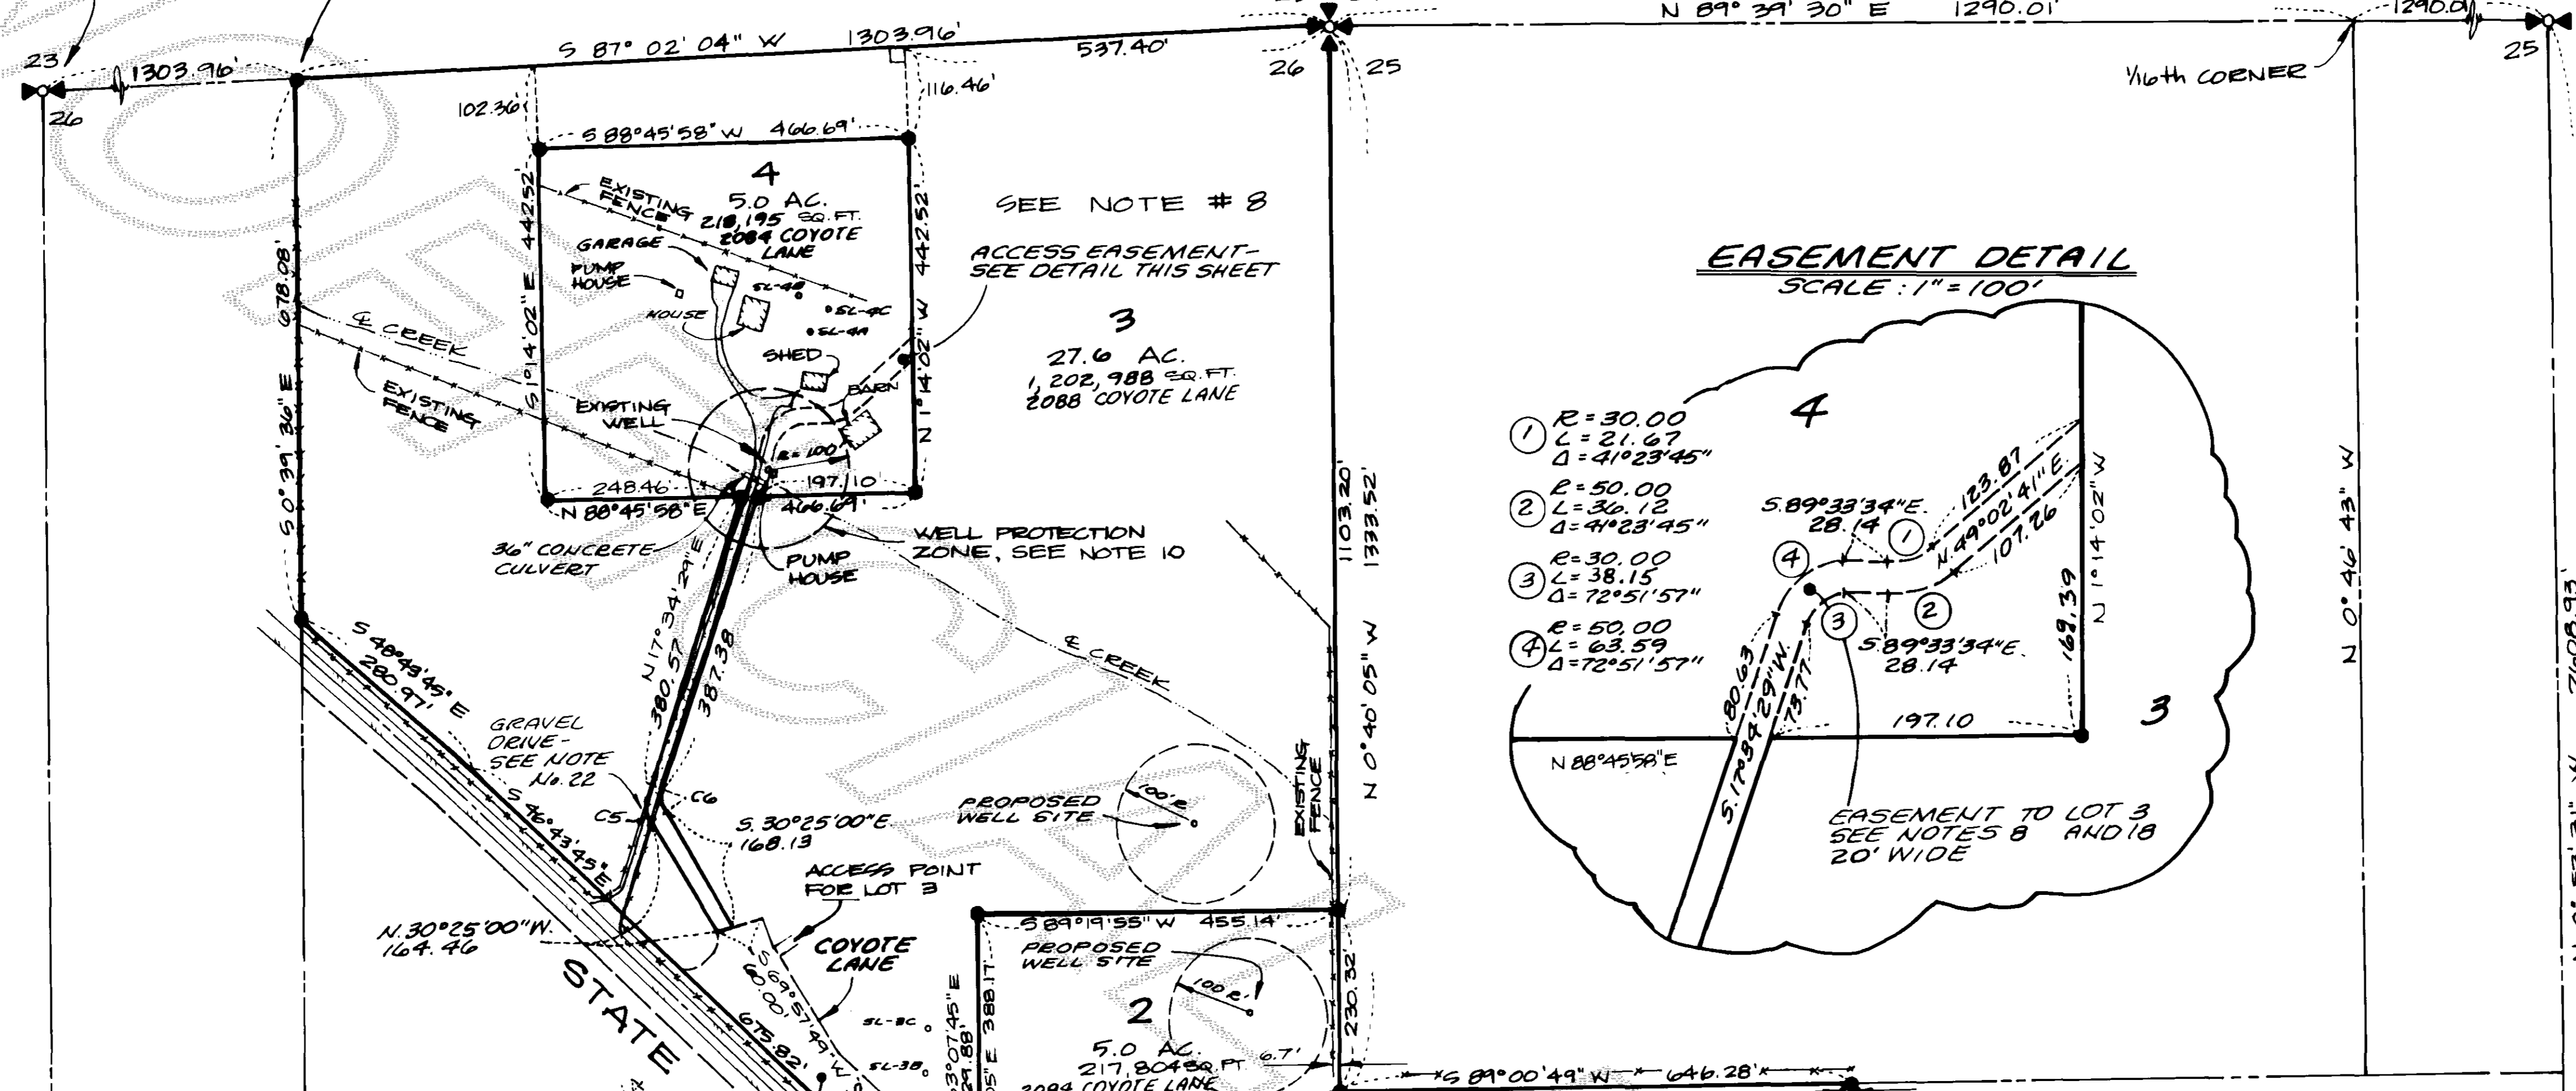 N 89° 39' 30" E 1290.01'
1290.01
S 87° 02' 04" W 1303.96'
537.40'
23
1303.96'
26
26
25
25
1/16th CORNER
102.36'
116.46'
S 88°45'58" W 466.69'
4
5.0 AC.
218,195 SQ.FT.
2084 COYOTE
LANE
EXISTING
FENCE
GARAGE
PUMP
HOUSE
HOUSE
SL-4B
SL-4C
SL-4A
SHED
BARN
S 1°14'02" E 442.52'
N 1°14'02" W 442.52'
SEE NOTE # 8
ACCESS EASEMENT-
SEE DETAIL THIS SHEET
3
27.6 AC.
1,202,988 SQ.FT.
2088 COYOTE LANE
S 0°39'36" E 678.08'
℄ CREEK
EXISTING
FENCE
EXISTING
WELL
R=100'
248.46
197.10
N 88°45'58" E 466.69'
36" CONCRETE
CULVERT
PUMP
HOUSE
WELL PROTECTION
ZONE, SEE NOTE 10
N 17°34'29" E
380.57
387.38
℄ CREEK
1103.20'
1333.52'
N 0°40'05" W
S 48°43'45" E
280.97'
GRAVEL
DRIVE-
SEE NOTE
No. 22
C5
C6
S 46°43'45" E
675.82'
S. 30°25'00" E.
168.13
ACCESS POINT
FOR LOT 3
N. 30°25'00" W.
164.46
COYOTE
LANE
S 69°57'49" W
60.00'
STATE
PROPOSED
WELL SITE
100' R
EXISTING
FENCE
S 89°19'55" W 455.14'
PROPOSED
WELL SITE
100' R.
2
5.0 AC.
217,804 SQ.FT
2094 COYOTE LANE
388.17'
230.32'
6.7'
SL-3C
SL-3B
S 89°00'49" W 646.28'
EASEMENT DETAIL
SCALE : 1" = 100'
4
1 R=30.00
L=21.67
Δ=41°23'45"
2 R=50.00
L=36.12
Δ=41°23'45"
3 R=30.00
L=38.15
Δ=72°51'57"
4 R=50.00
L=63.59
Δ=72°51'57"
S.89°33'34"E.
28.14
1
4
123.87
N.49°02'41"E.
107.26
2
3
S.89°33'34"E.
28.14
80.63
S.17°34'29"W.
73.77
169.39
N 1°14'02" W
197.10
N 88°45'58" E
3
EASEMENT TO LOT 3
SEE NOTES 8 AND 18
20' WIDE
N 0°46'43" W